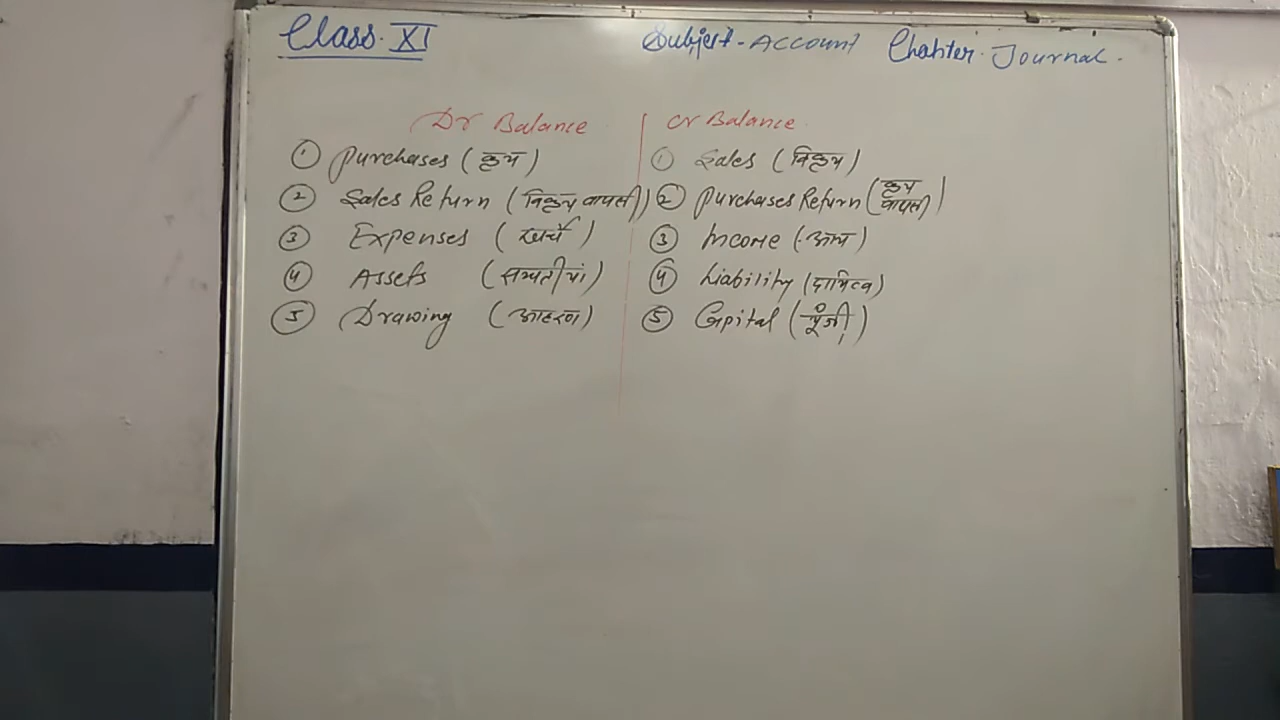 Class. XI
Subject - Account Chapter. Journal.
Dr Balance
Cr Balance
① Purchases (क्रय)
② Sales Return (विक्रय वापसी)
③ Expenses (खर्चे)
④ Assets (सम्पतीयां)
⑤ Drawing (आहरण)
① Sales (विक्रय)
② Purchases Return (क्रय वापसी)
③ Income (आय)
④ Liability (दायित्व)
⑤ Capital (पूँजी)